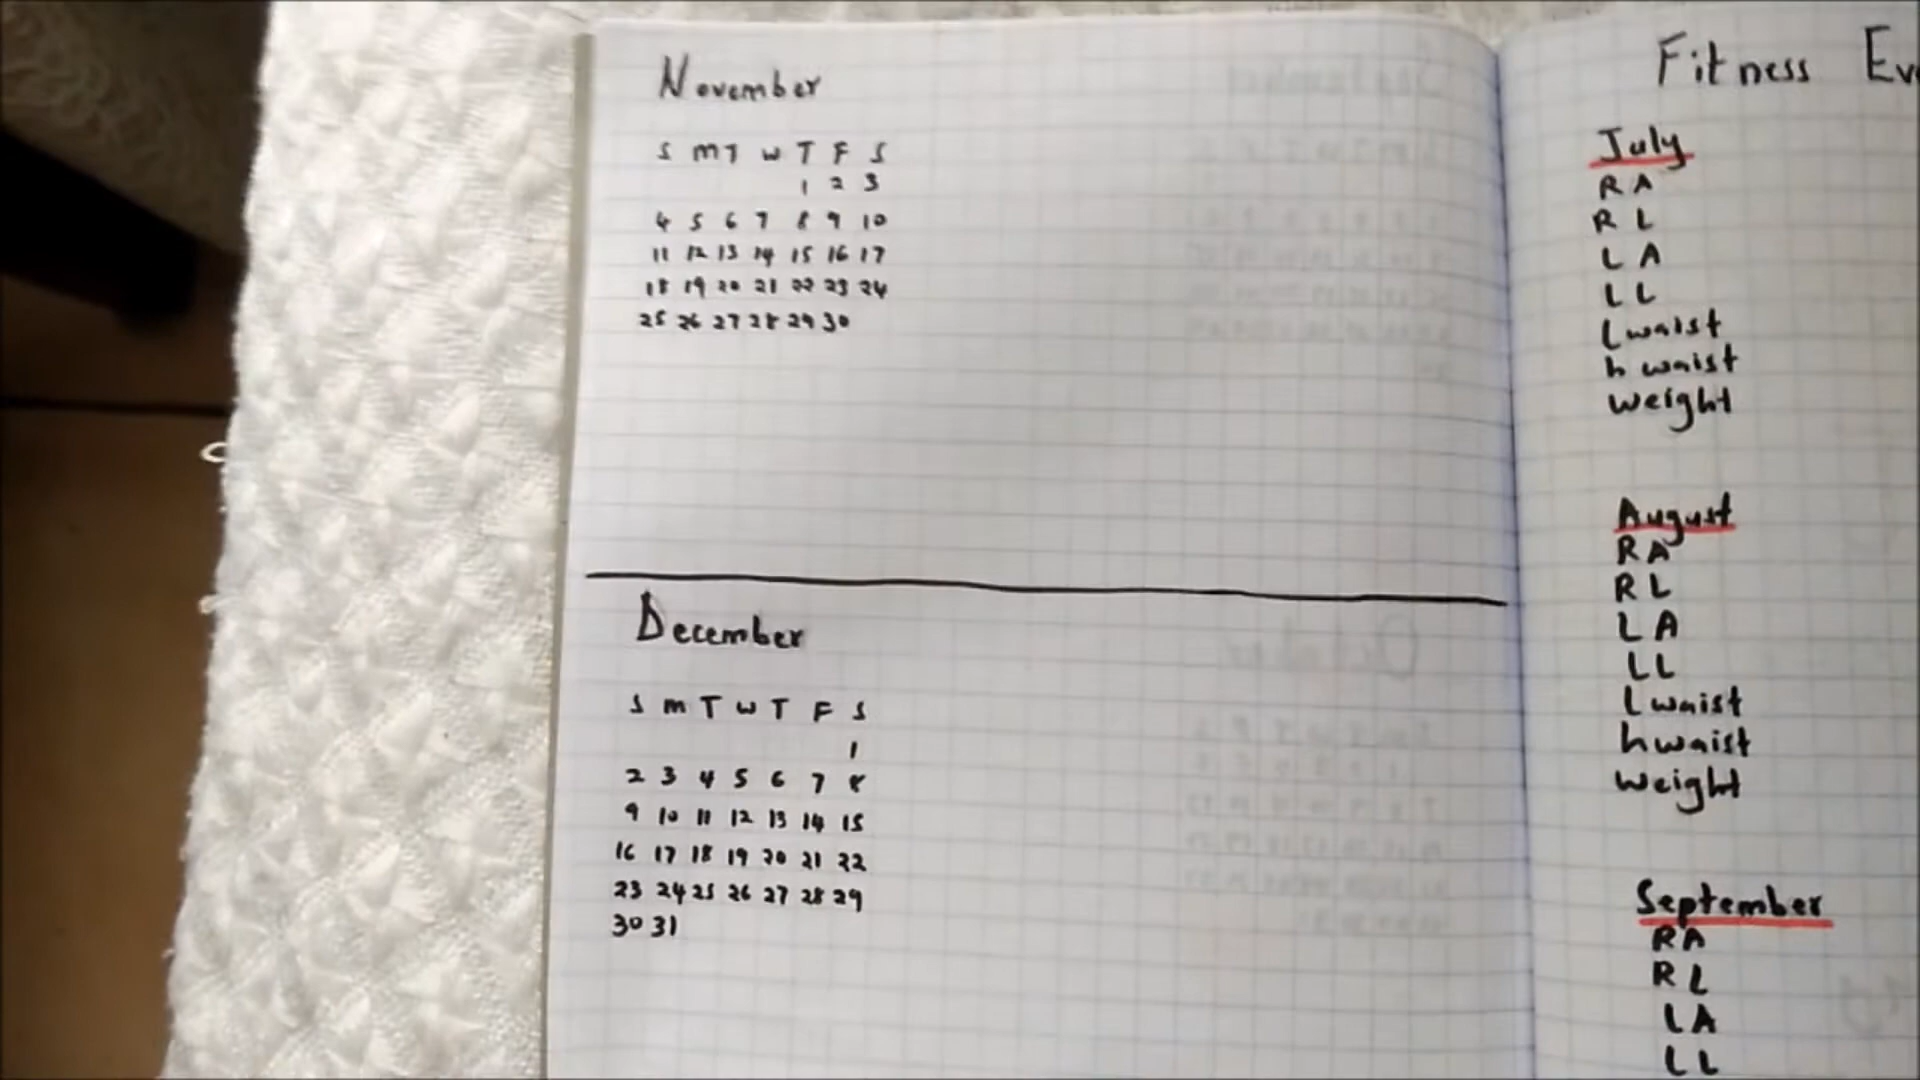 November
S M T W T F S
1 2 3
4 5 6 7 8 9 10
11 12 13 14 15 16 17
18 19 20 21 22 23 24
25 26 27 28 29 30
December
S M T W T F S
1
2 3 4 5 6 7 8
9 10 11 12 13 14 15
16 17 18 19 20 21 22
23 24 25 26 27 28 29
30 31
Fitness Ev
July
R A
R L
L A
L L
l waist
h waist
weight
August
R A
R L
L A
L L
l waist
h waist
weight
September
R A
R L
L A
L L